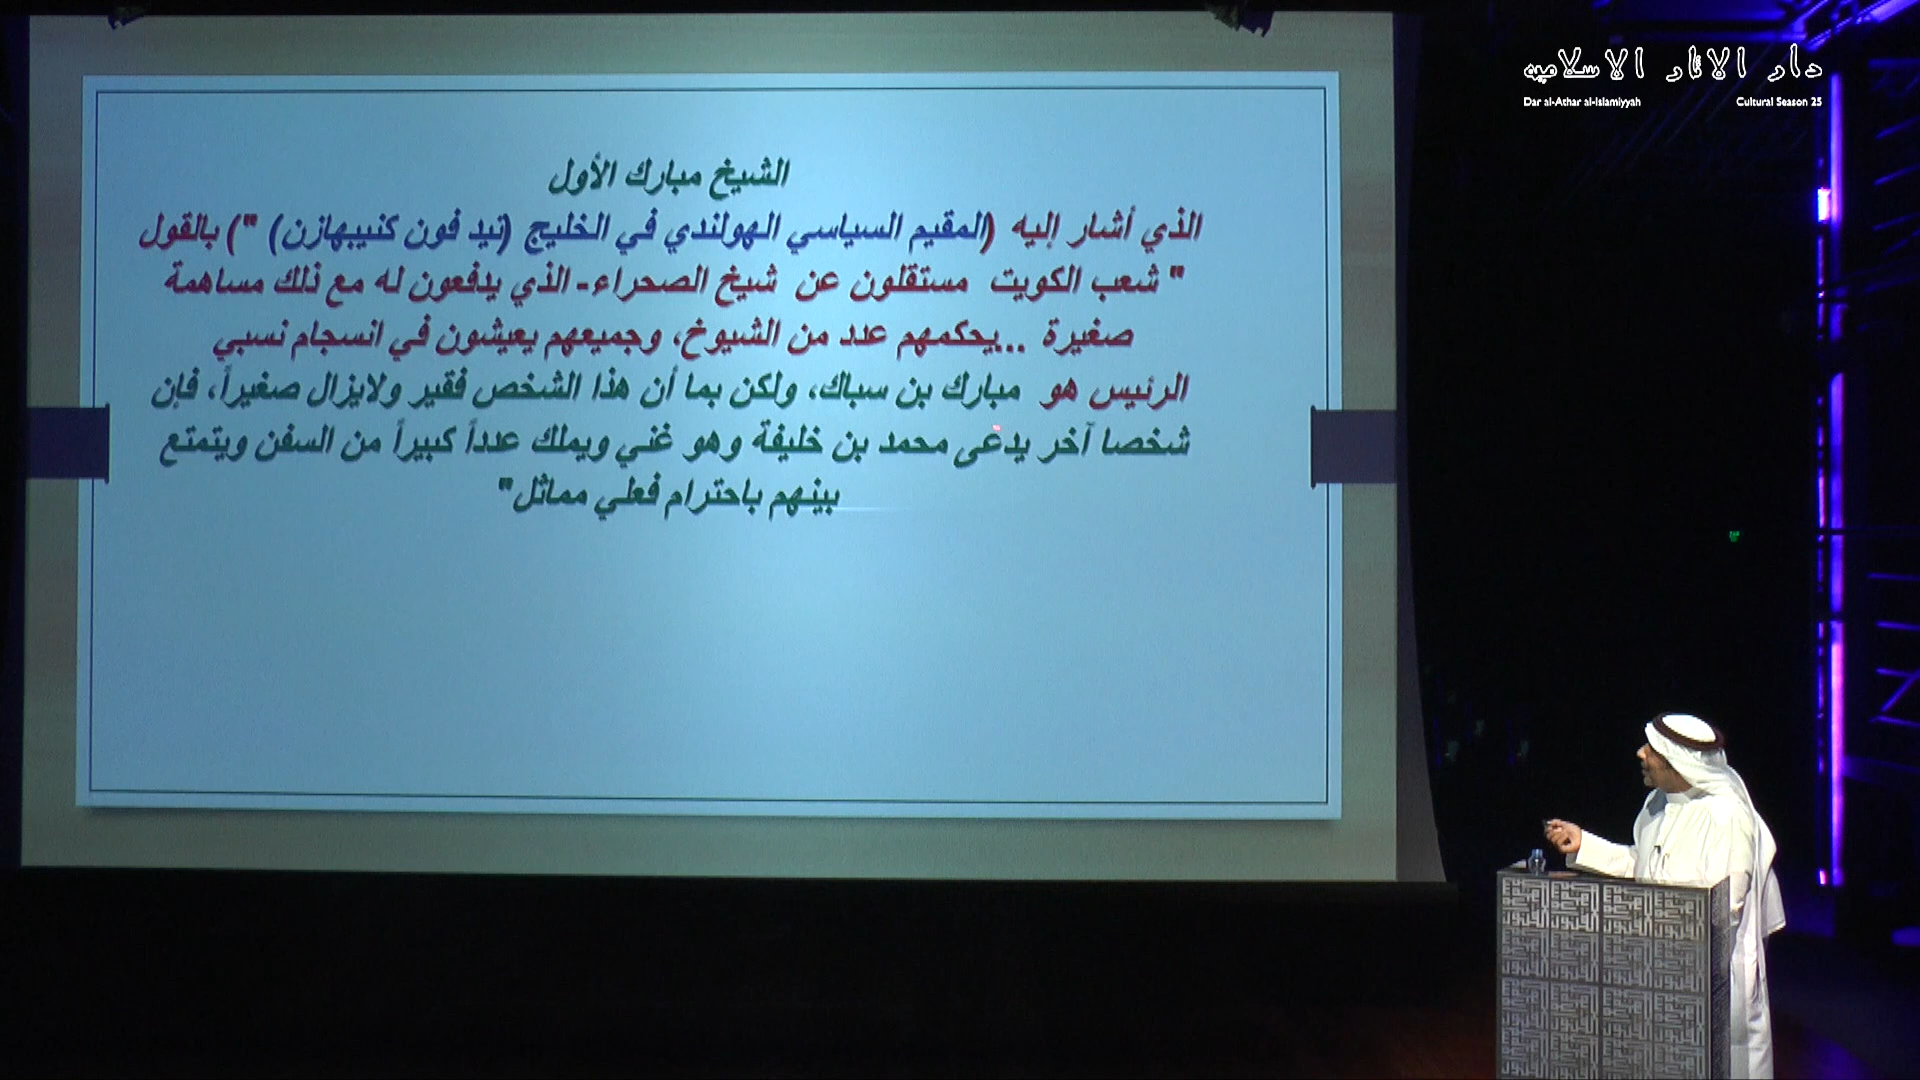 دار الاثار الاسلاميه
Dar al-Athar al-Islamiyyah
Cultural Season 25
الشيخ مبارك الأول
الذي أشار إليه (المقيم السياسي الهولندي في الخليج (تيد فون كنيبهازن) ") بالقول
" شعب الكويت مستقلون عن شيخ الصحراء- الذي يدفعون له مع ذلك مساهمة
صغيرة ...يحكمهم عدد من الشيوخ، وجميعهم يعيشون في انسجام نسبي
الرئيس هو مبارك بن سباك، ولكن بما أن هذا الشخص فقير ولايزال صغيراً، فإن
شخصا آخر يدعى محمد بن خليفة وهو غني ويملك عدداً كبيراً من السفن ويتمتع
بينهم باحترام فعلي مماثل"